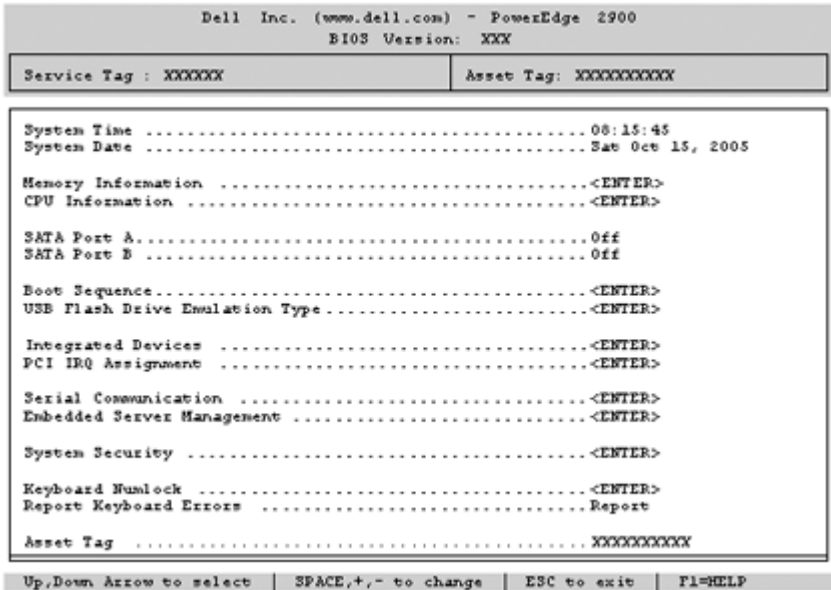 Dell Inc. (www.dell.com) - PowerEdge 2900
BIOS Version: XXX
Service Tag : XXXXXX Asset Tag: XXXXXXXXXX
System Time ............................................. 08:15:45
System Date ............................................. Sat Oct 15, 2005
Memory Information ...................................... <ENTER>
CPU Information ......................................... <ENTER>
SATA Port A.............................................. Off
SATA Port B ............................................. Off
Boot Sequence............................................ <ENTER>
USB Flash Drive Emulation Type........................... <ENTER>
Integrated Devices ...................................... <ENTER>
PCI IRQ Assignment ...................................... <ENTER>
Serial Communication .................................... <ENTER>
Embedded Server Management .............................. <ENTER>
System Security ......................................... <ENTER>
Keyboard Numlock ........................................ <ENTER>
Report Keyboard Errors .................................. Report
Asset Tag ............................................... XXXXXXXXXX
Up,Down Arrow to select | SPACE,+,- to change | ESC to exit | F1=HELP